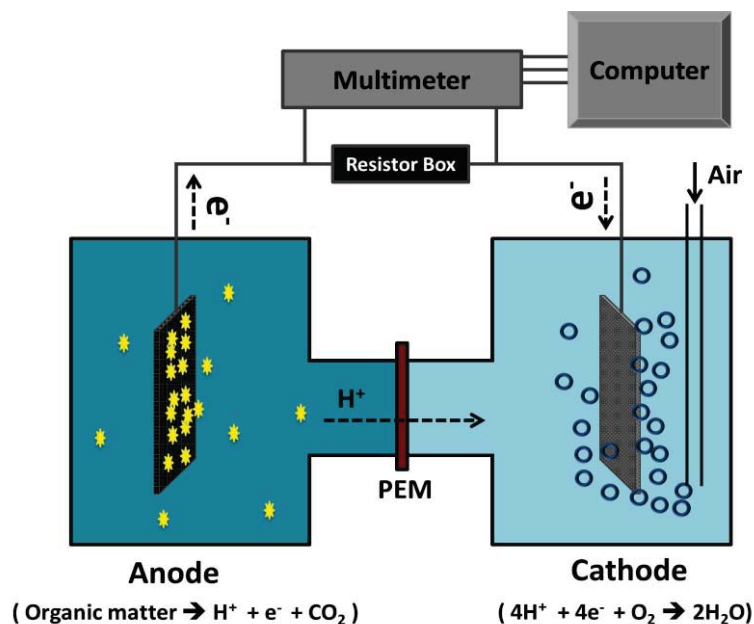 Computer
Multimeter
Resistor Box
Air
e⁻
e⁻
H⁺
PEM
Anode
Cathode
( Organic matter ➔ H⁺ + e⁻ + CO₂ )
( 4H⁺ + 4e⁻ + O₂ ➔ 2H₂O)